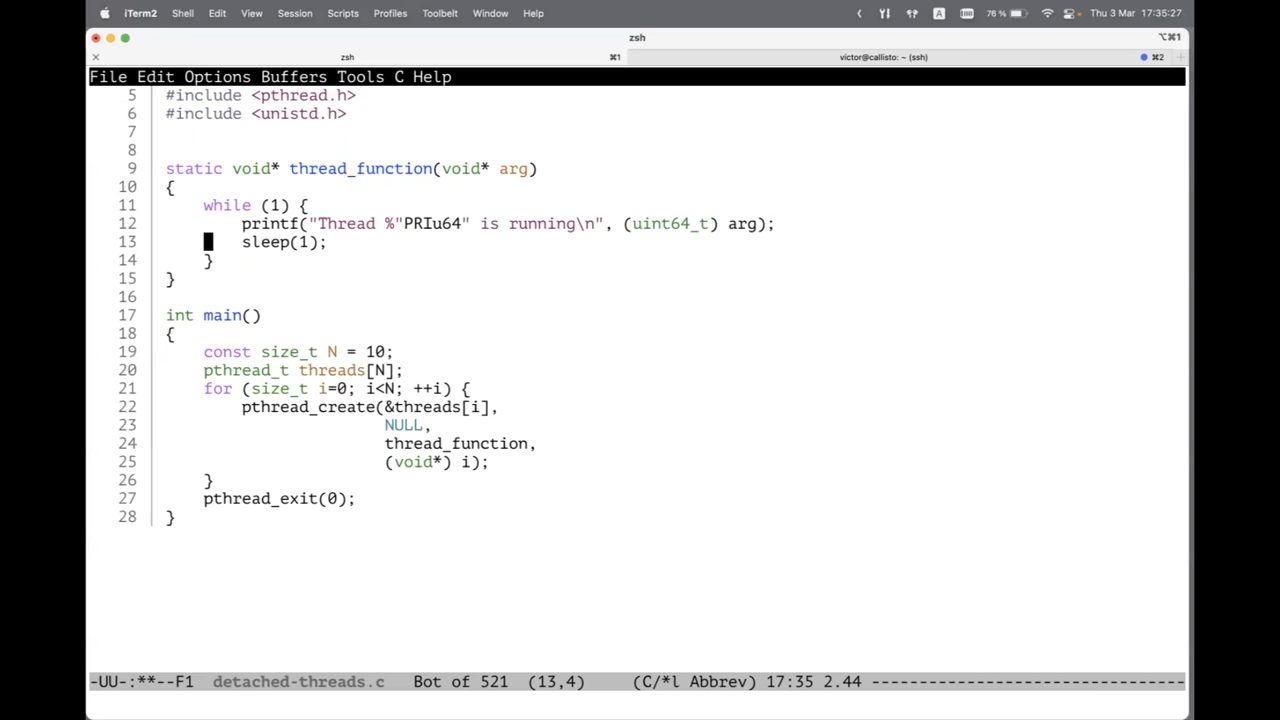 iTerm2 Shell Edit View Session Scripts Profiles Toolbelt Window Help A 76 % Thu 3 Mar 17:35:27
zsh ⌥⌘1
zsh ⌘1 victor@callisto: ~ (ssh) ⌘2
File Edit Options Buffers Tools C Help
5 #include <pthread.h>
6 #include <unistd.h>
7
8
9 static void* thread_function(void* arg)
10 {
11     while (1) {
12         printf("Thread %"PRIu64" is running\n", (uint64_t) arg);
13         sleep(1);
14     }
15 }
16
17 int main()
18 {
19     const size_t N = 10;
20     pthread_t threads[N];
21     for (size_t i=0; i<N; ++i) {
22         pthread_create(&threads[i],
23                        NULL,
24                        thread_function,
25                        (void*) i);
26     }
27     pthread_exit(0);
28 }
-UU-:**--F1 detached-threads.c Bot of 521 (13,4) (C/*l Abbrev) 17:35 2.44 ---------------------------------